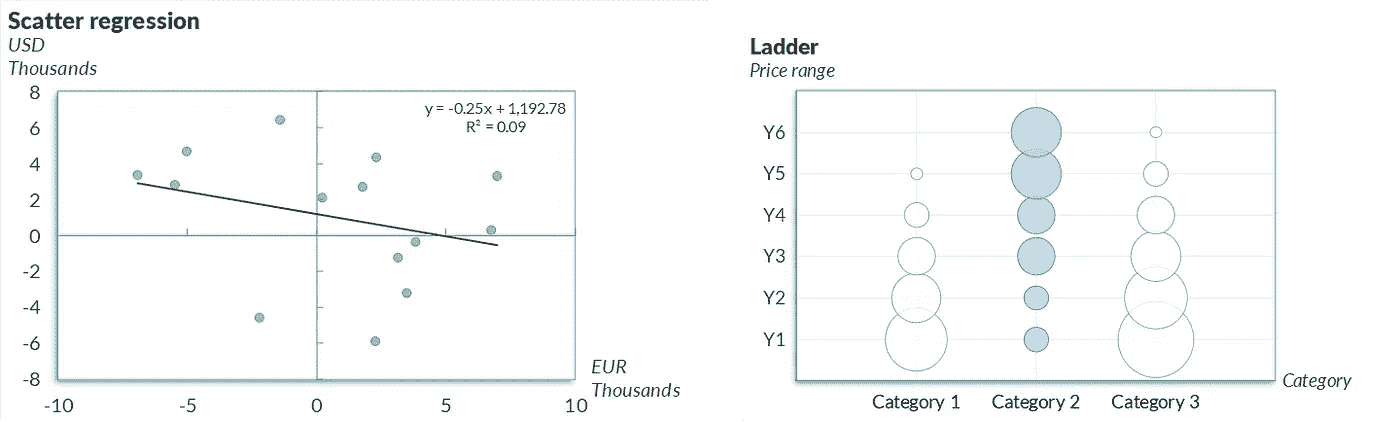 Scatter regression
USD
Thousands
8
6
4
2
0
-2
-4
-6
-8
y = -0.25x + 1,192.78
R² = 0.09
-10
-5
0
5
10
EUR
Thousands
Ladder
Price range
Y6
Y5
Y4
Y3
Y2
Y1
Category 1
Category 2
Category 3
Category